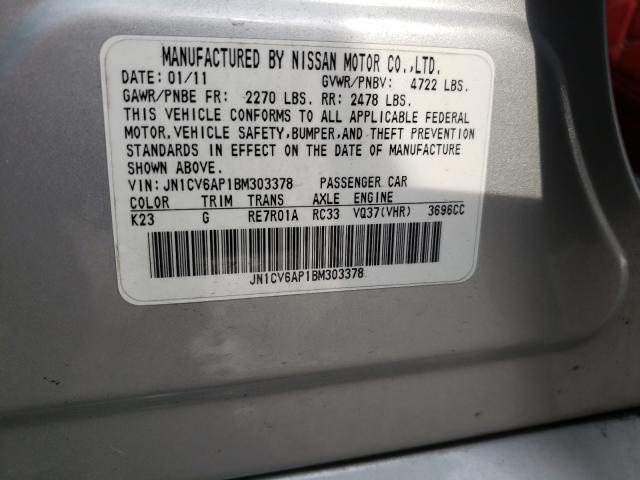 MANUFACTURED BY NISSAN MOTOR CO.,LTD.
DATE: 01/11 GVWR/PNBV: 4722 LBS.
GAWR/PNBE FR: 2270 LBS. RR: 2478 LBS.
THIS VEHICLE CONFORMS TO ALL APPLICABLE FEDERAL
MOTOR VEHICLE SAFETY,BUMPER,AND THEFT PREVENTION
STANDARDS IN EFFECT ON THE DATE OF MANUFACTURE
SHOWN ABOVE.
VIN: JN1CV6AP1BM303378 PASSENGER CAR
COLOR TRIM TRANS AXLE ENGINE
K23 G RE7R01A RC33 VQ37(VHR) 3696CC
JN1CV6AP1BM303378